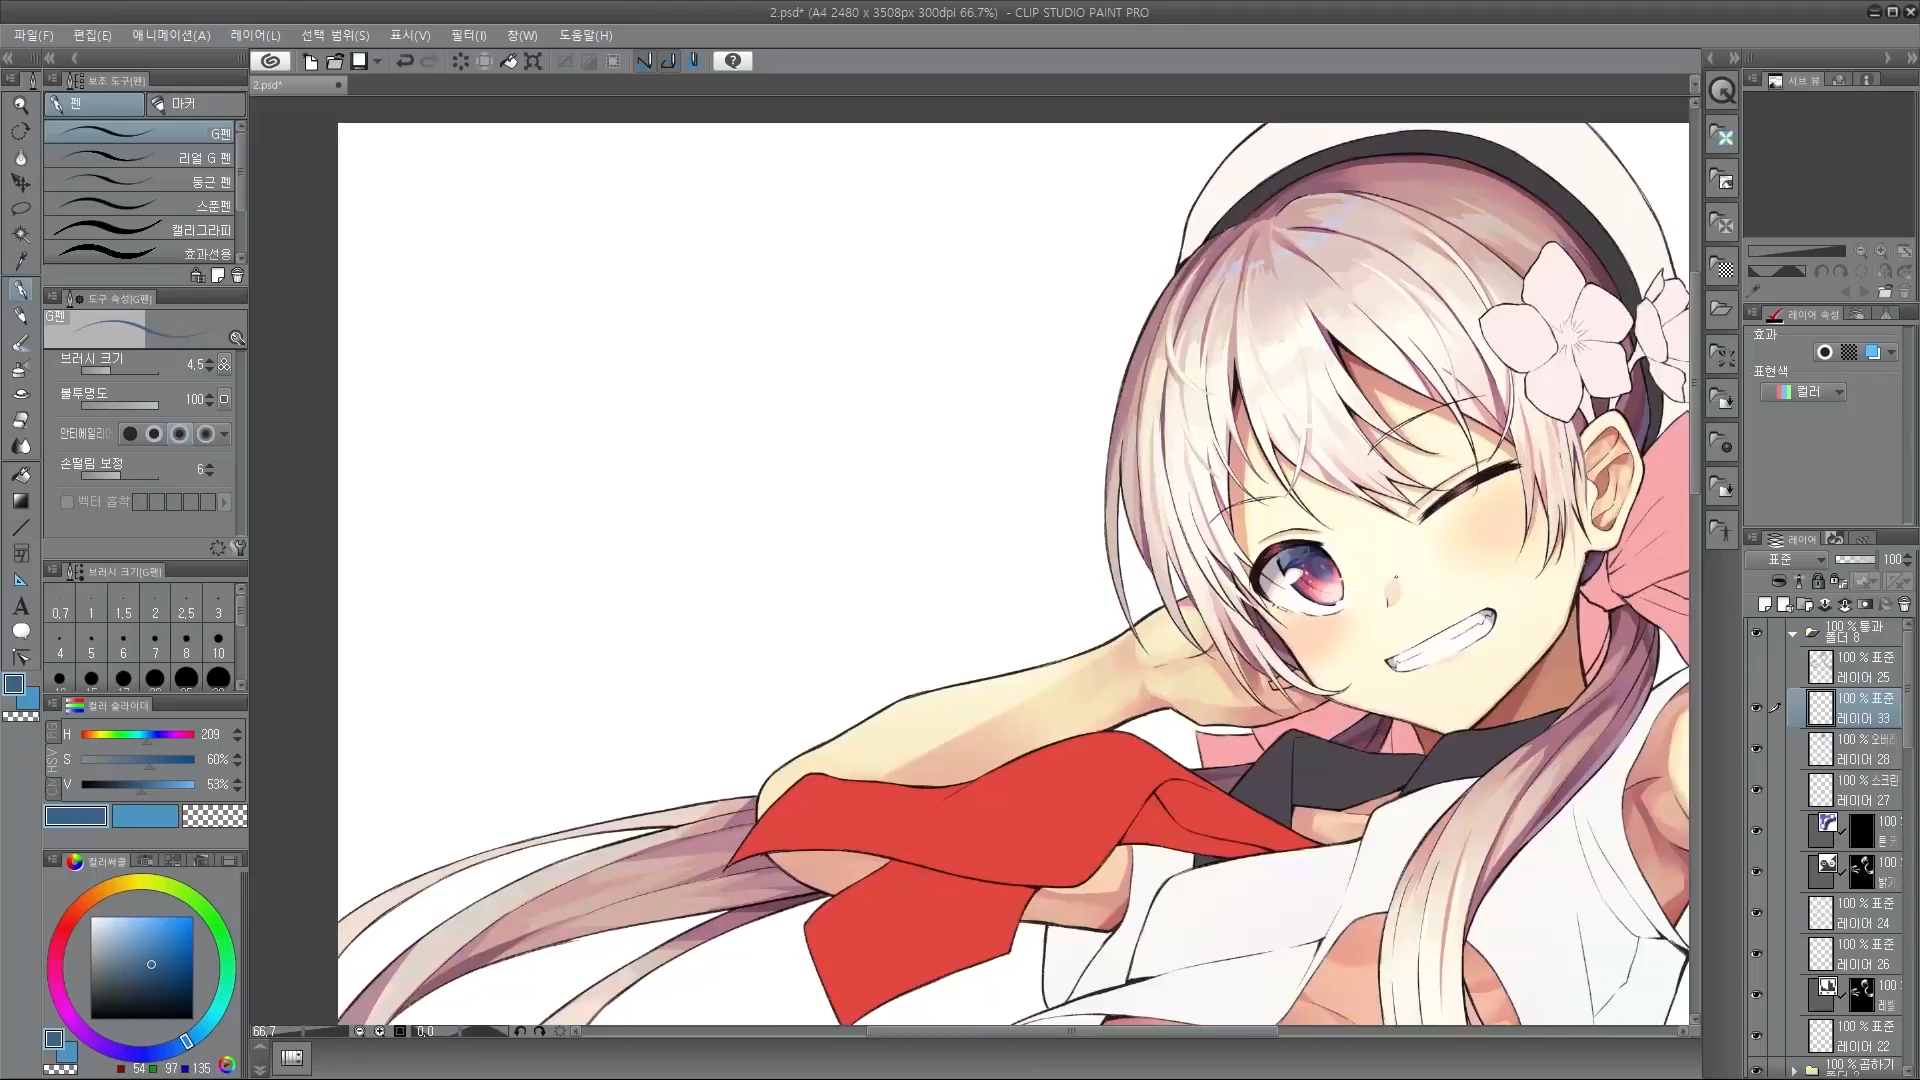 2.psd* (A4 2480 x 3508px 300dpi 66.7%) - CLIP STUDIO PAINT PRO
파일(F) 편집(E) 애니메이션(A) 레이어(L) 선택 범위(S) 표시(V) 필터(I) 창(W) 도움말(H)
2.psd*
보조 도구[펜]
펜 마커
G펜
리얼 G 펜
둥근 펜
스푼펜
캘리그라피
효과선용
도구 속성[G펜]
G펜
브러시 크기 4.5
불투명도 100
안티에일리
손떨림 보정 6
벡터 흡착
브러시 크기[G펜]
0.7 1 1.5 2 2.5 3
4 5 6 7 8 10
컬러 슬라이더
H 209
S 60%
V 53%
컬러써클
54 97 135
66.7 0.0
서브 뷰
레이어 속성
효과
표현색
컬러
레이어
표준 100
100 % 통과
폴더 8
100 % 표준
레이어 25
100 % 표준
레이어 33
100 % 오버
레이어 28
100 % 스크린
레이어 27
100
톤
100
밝기
100 % 표준
레이어 24
100 % 표준
레이어 26
100
레벨
100 % 표준
레이어 22
100 % 곱하기